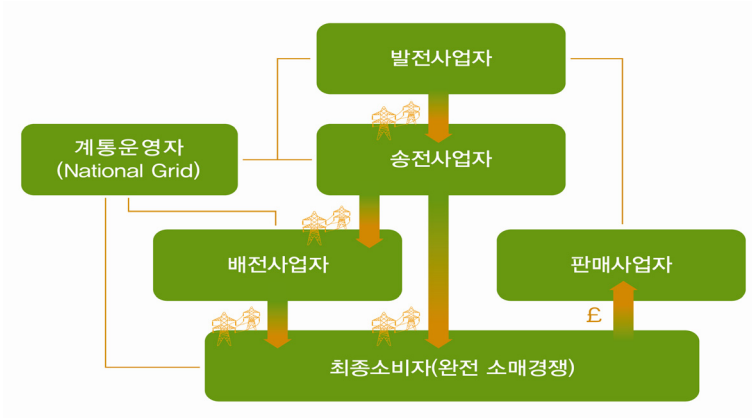 발전사업자
계통운영자
(National Grid)
송전사업자
배전사업자
판매사업자
£
최종소비자(완전 소매경쟁)